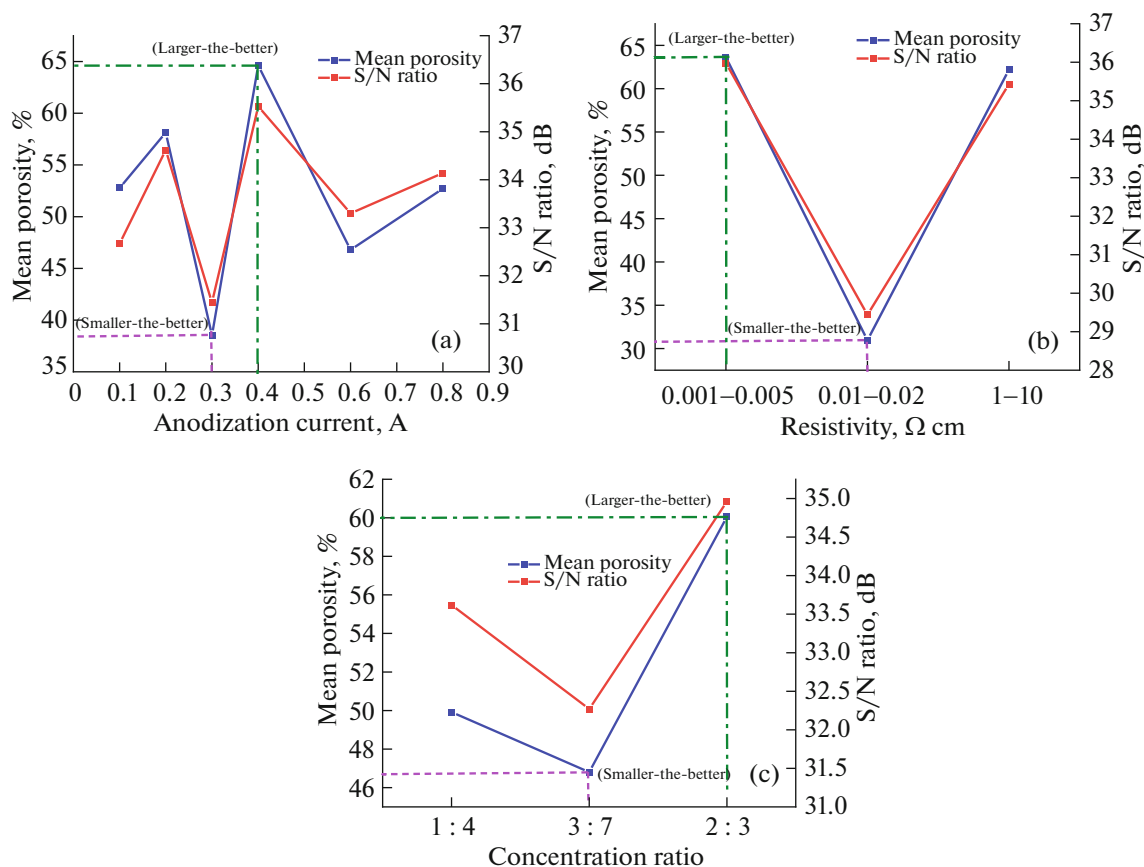 (Larger-the-better)
Mean porosity
S/N ratio
(Smaller-the-better)
(a)
Mean porosity, %
65
60
55
50
45
40
35
S/N ratio, dB
37
36
35
34
33
32
31
30
0 0.1 0.2 0.3 0.4 0.5 0.6 0.7 0.8 0.9
Anodization current, A
(Larger-the-better)
Mean porosity
S/N ratio
(Smaller-the-better)
(b)
Mean porosity, %
65
60
55
50
45
40
35
30
S/N ratio, dB
37
36
35
34
33
32
31
30
29
28
0.001–0.005 0.01–0.02 1–10
Resistivity, Ω cm
(Larger-the-better)
Mean porosity
S/N ratio
(Smaller-the-better)
(c)
Mean porosity, %
62
60
58
56
54
52
50
48
46
S/N ratio, dB
35.0
34.5
34.0
33.5
33.0
32.5
32.0
31.5
31.0
1 : 4 3 : 7 2 : 3
Concentration ratio